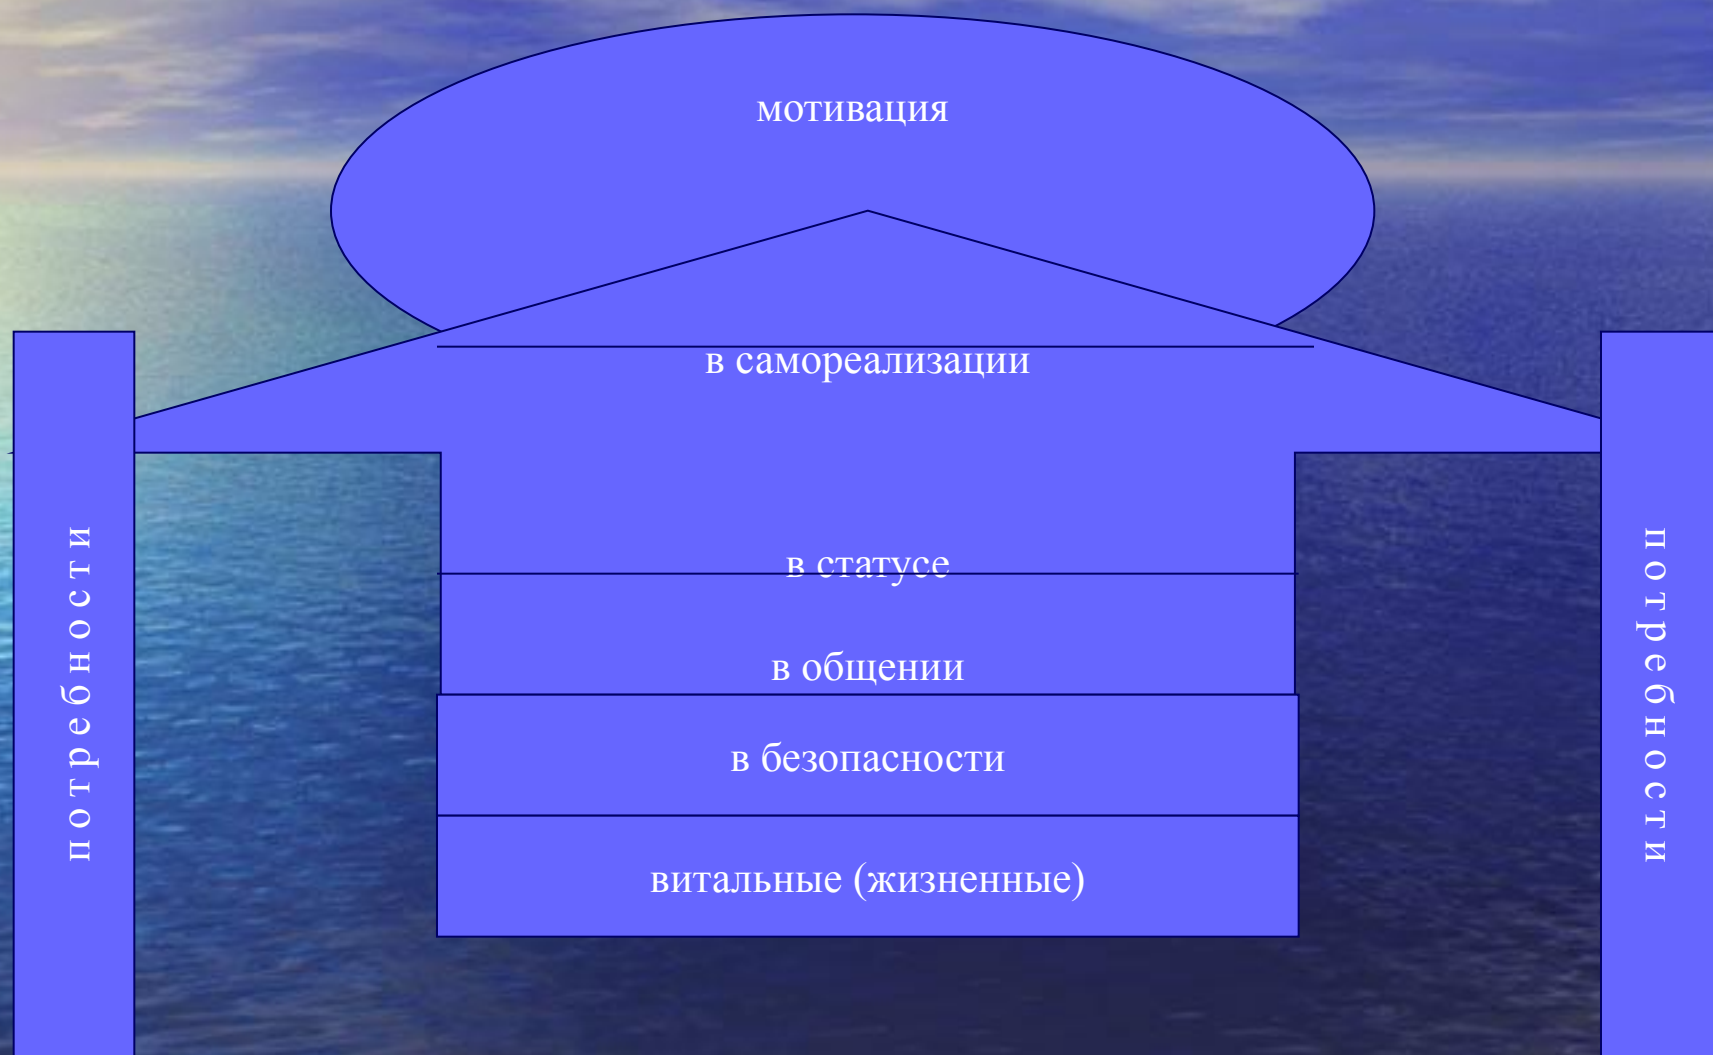 мотивация
в самореализации
в статусе
в общении
в безопасности
витальные (жизненные)
потребности
потребности